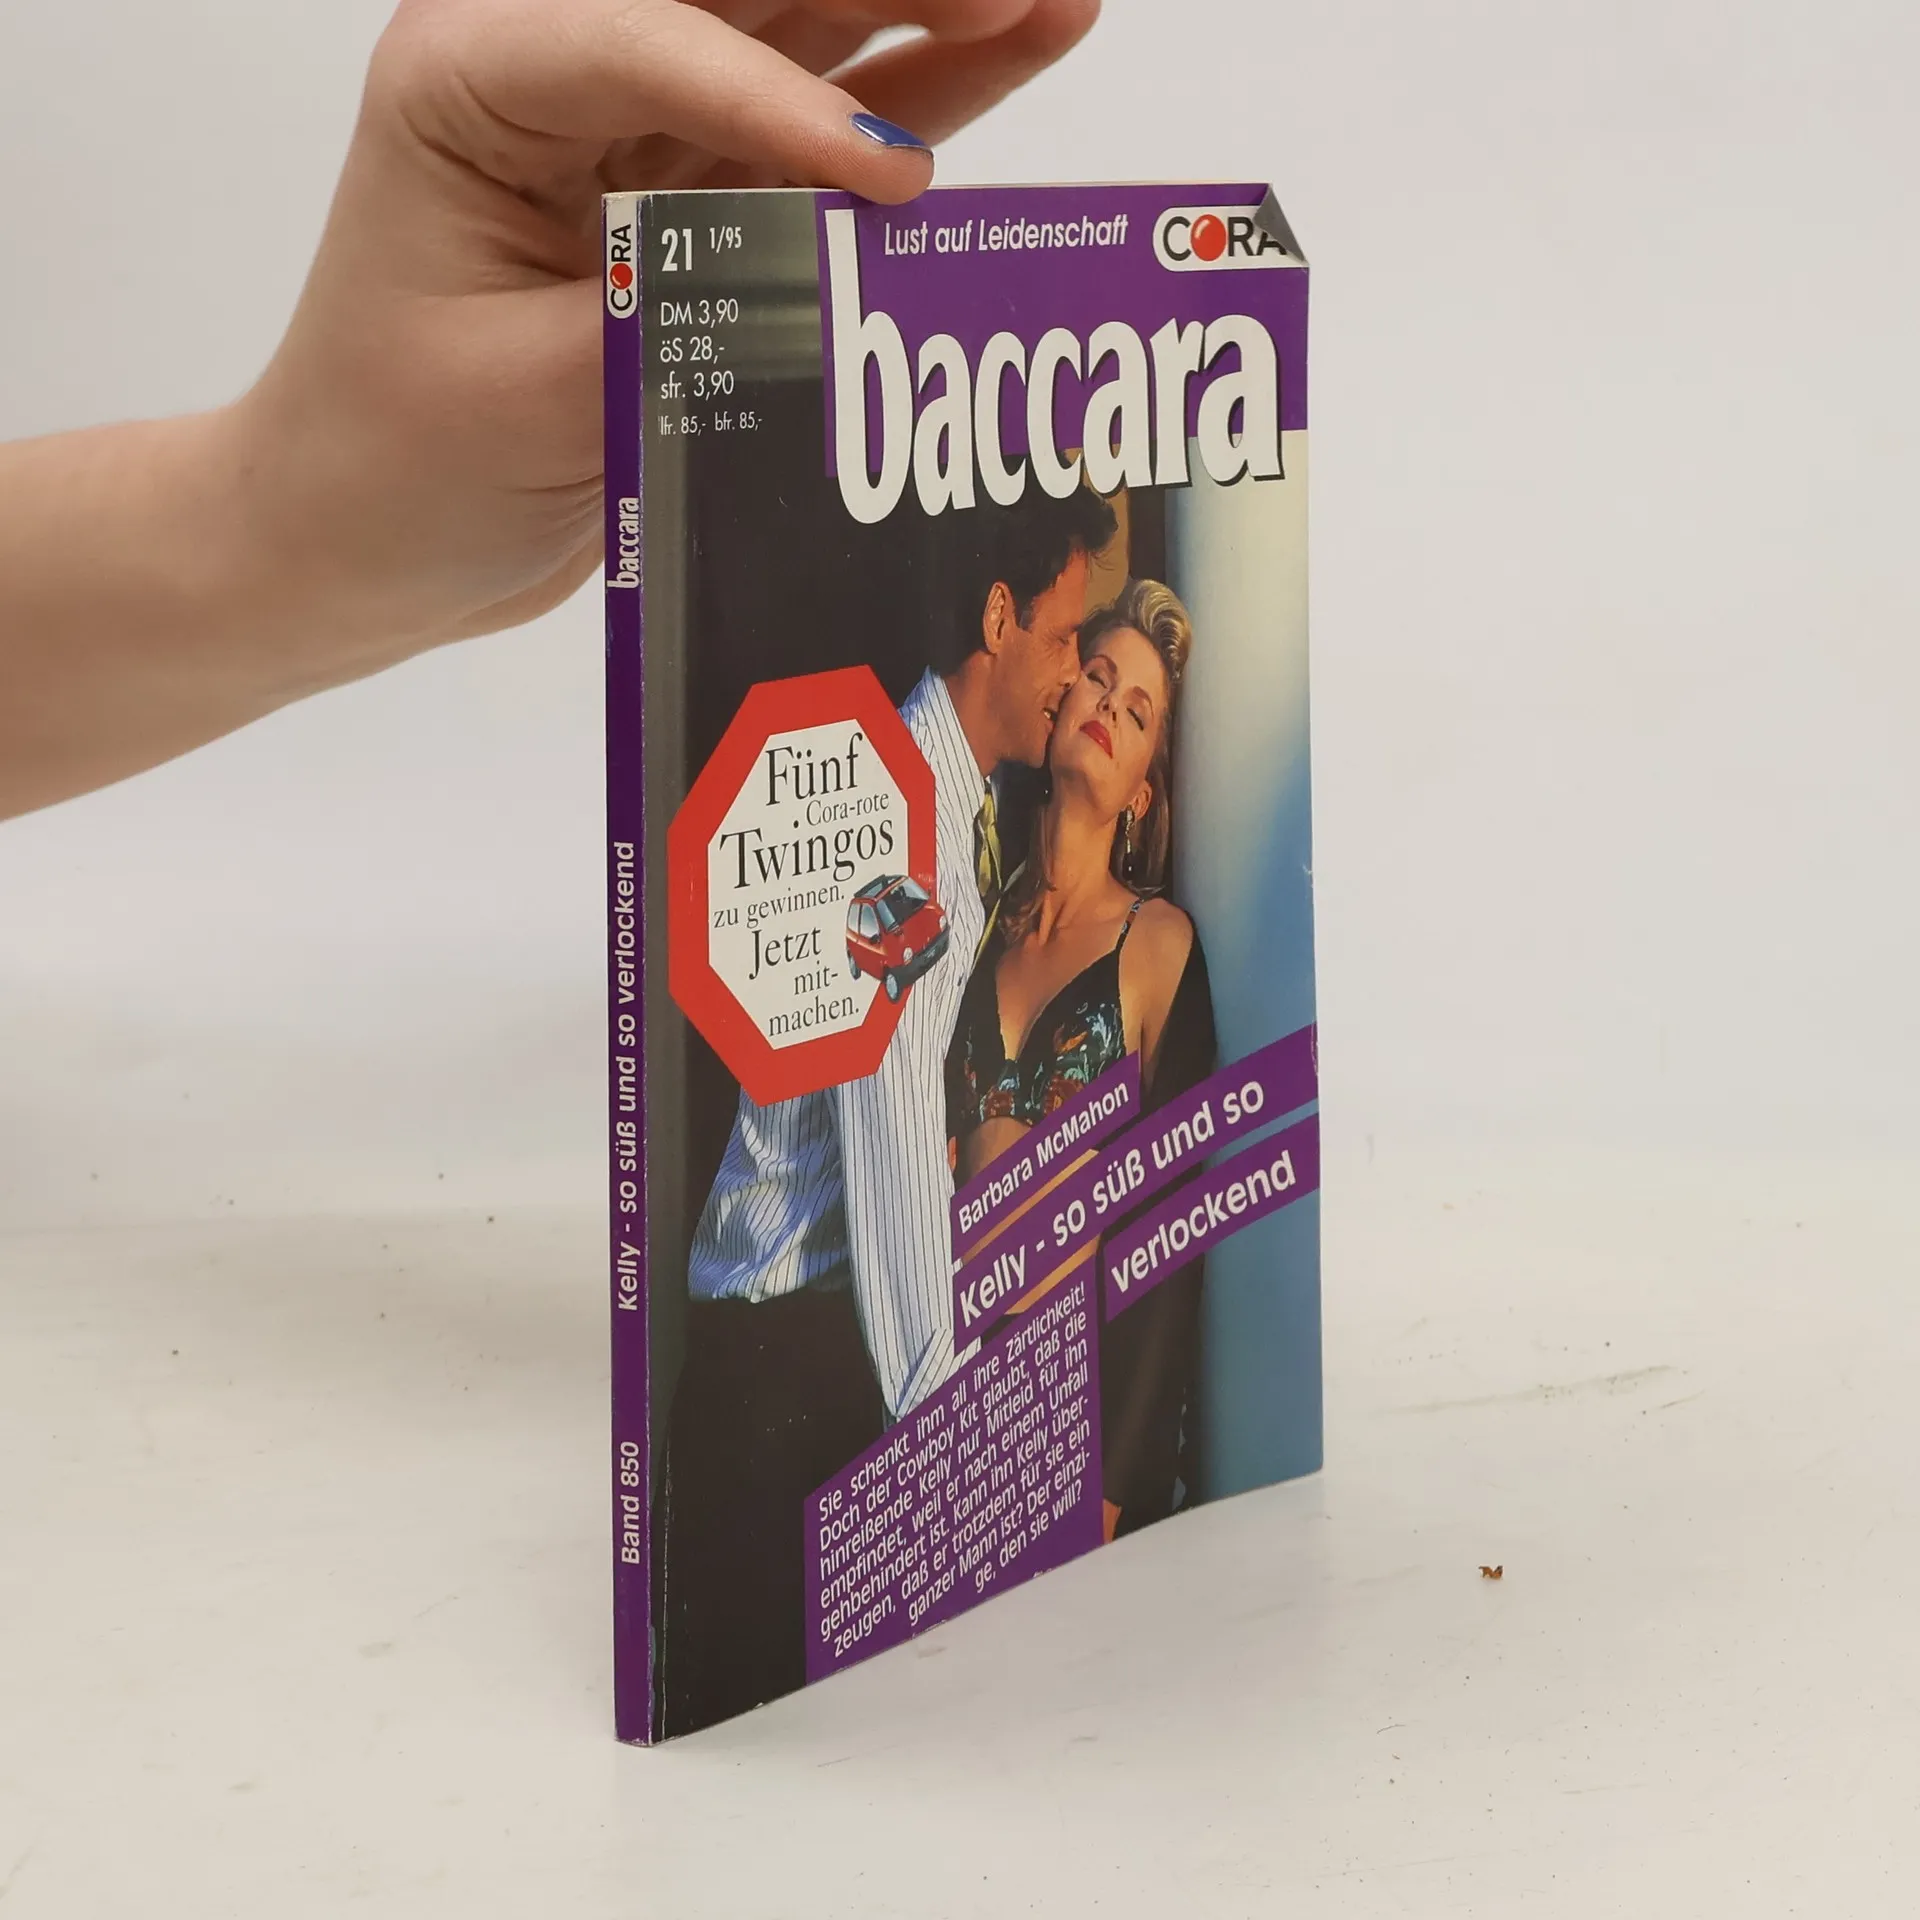 CORA
baccara
Kelly - so süß und so verlockend
Band 850
21 1/95
DM 3,90
öS 28,-
sfr. 3,90
lfr. 85,- bfr. 85,-
Lust auf Leidenschaft
CORA
baccara
Fünf
Cora-rote
Twingos
zu gewinnen.
Jetzt
mit-
machen.
Barbara McMahon
Kelly - so süß und so
verlockend
Sie schenkt ihm all ihre Zärtlichkeit!
Doch der Cowboy Kit glaubt, daß die
hinreißende Kelly nur Mitleid für ihn
empfindet, weil er nach einem Unfall
gehbehindert ist. Kann ihn Kelly über-
zeugen, daß er trotzdem für sie ein
ganzer Mann ist? Der einzi-
ge, den sie will?